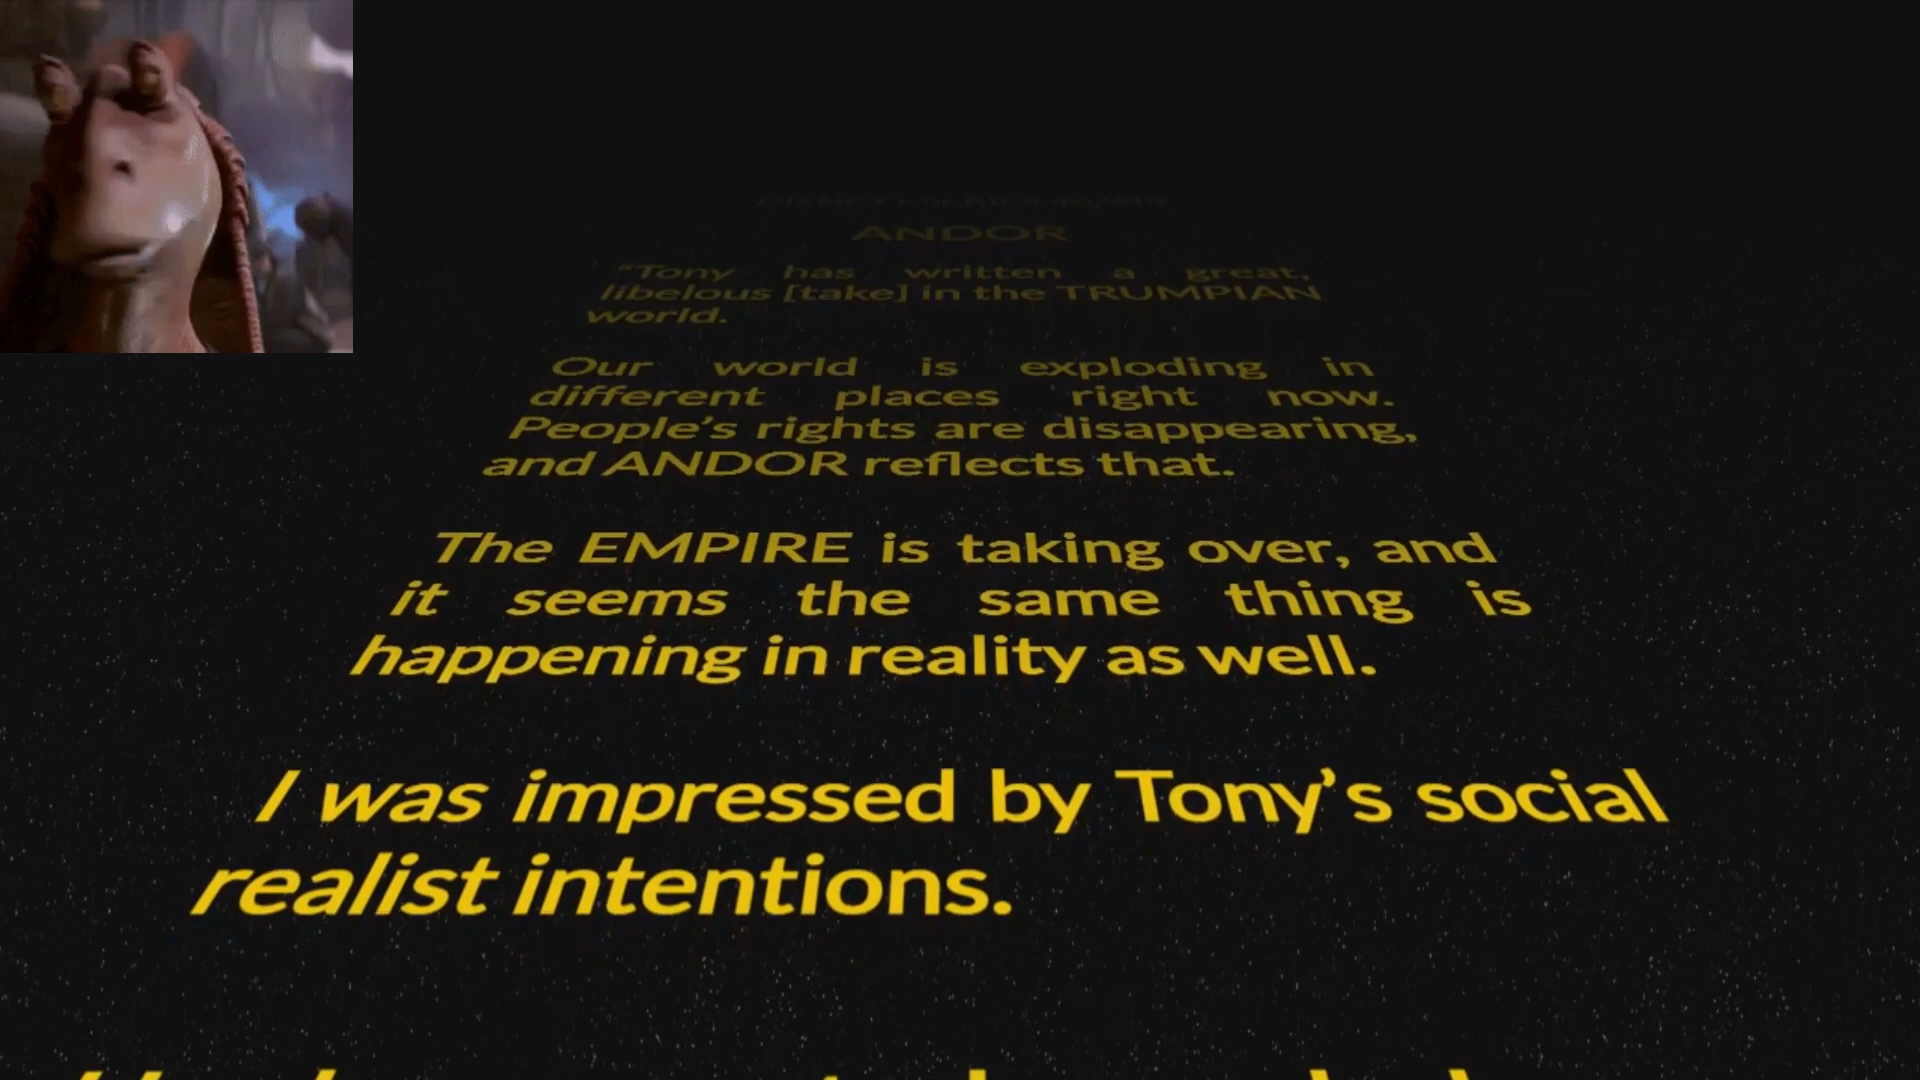 ANDOR
"Tony has written a great,
libelous [take] in the TRUMPIAN
world.
Our world is exploding in
different places right now.
People's rights are disappearing,
and ANDOR reflects that.
The EMPIRE is taking over, and
it seems the same thing is
happening in reality as well.
I was impressed by Tony's social
realist intentions.